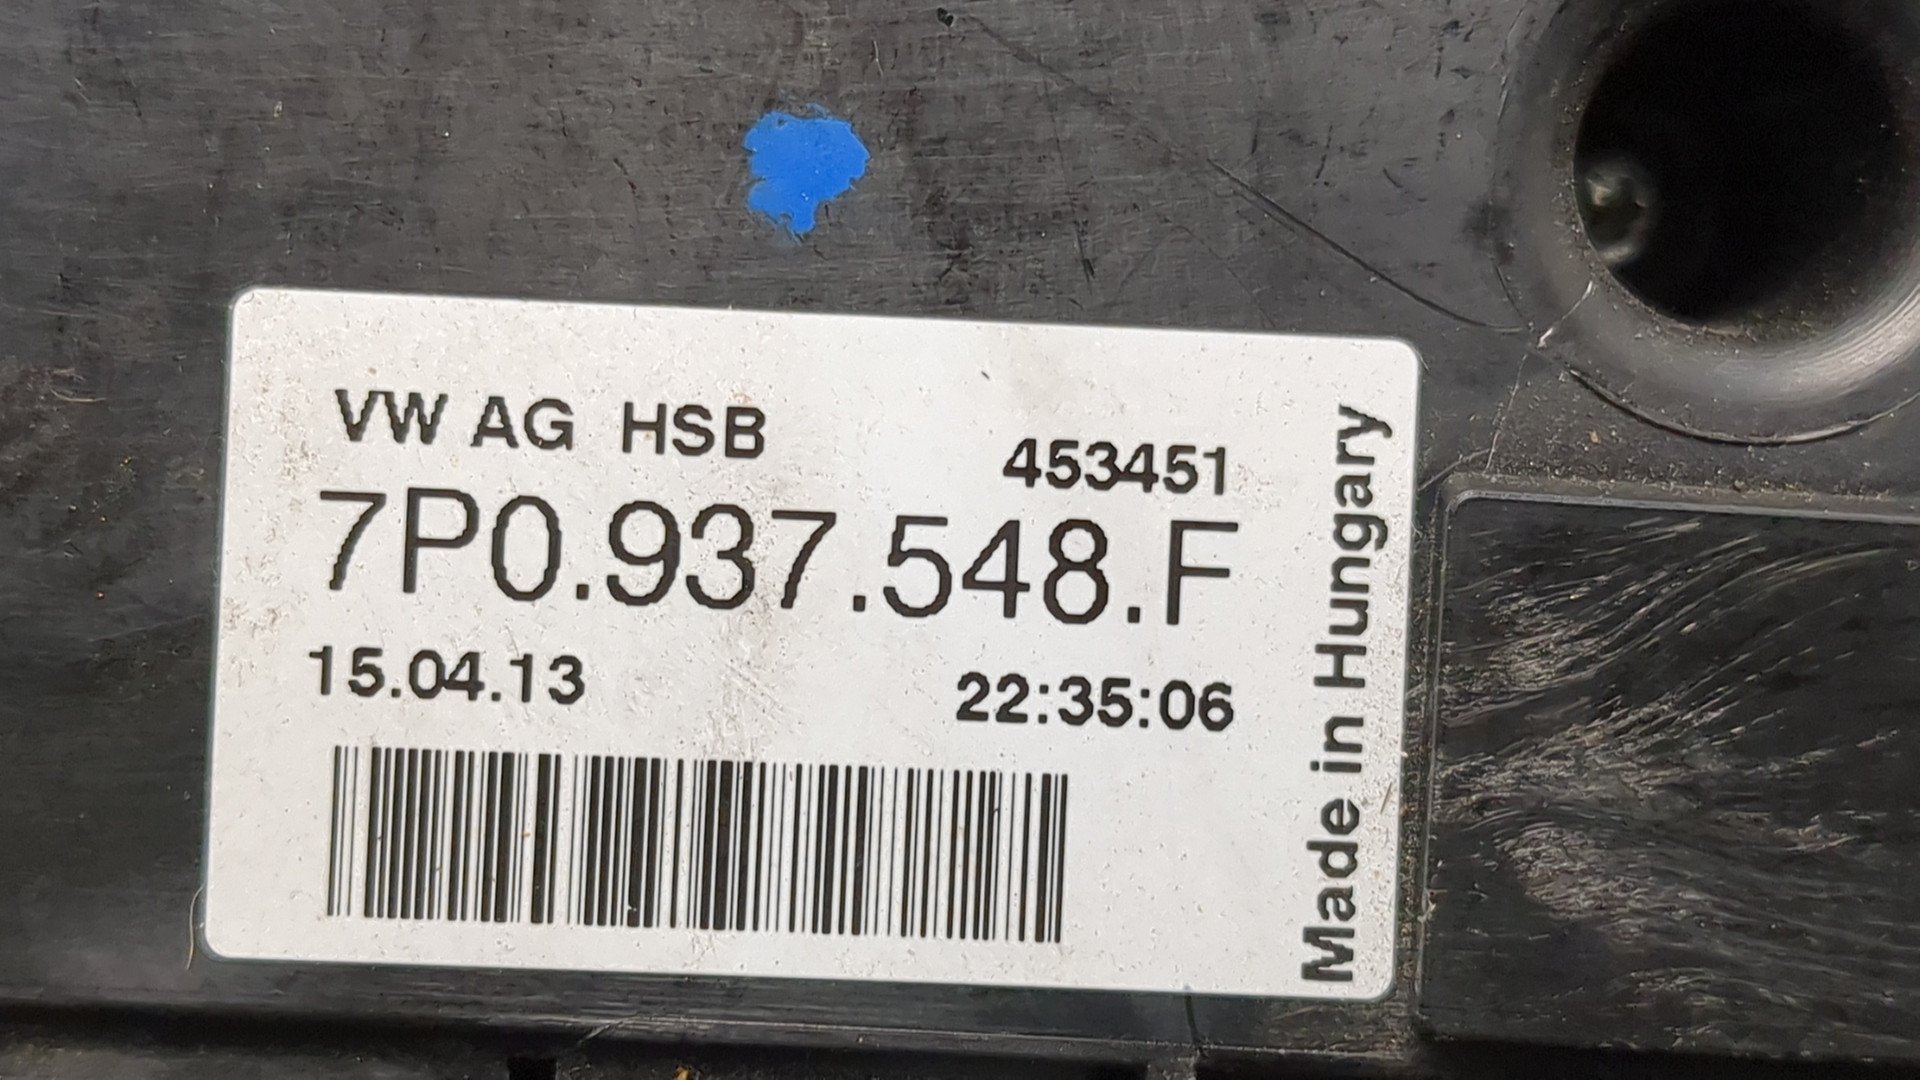 VW AG HSB
453451
7P0.937.548.F
15.04.13
22:35:06
Made in Hungary